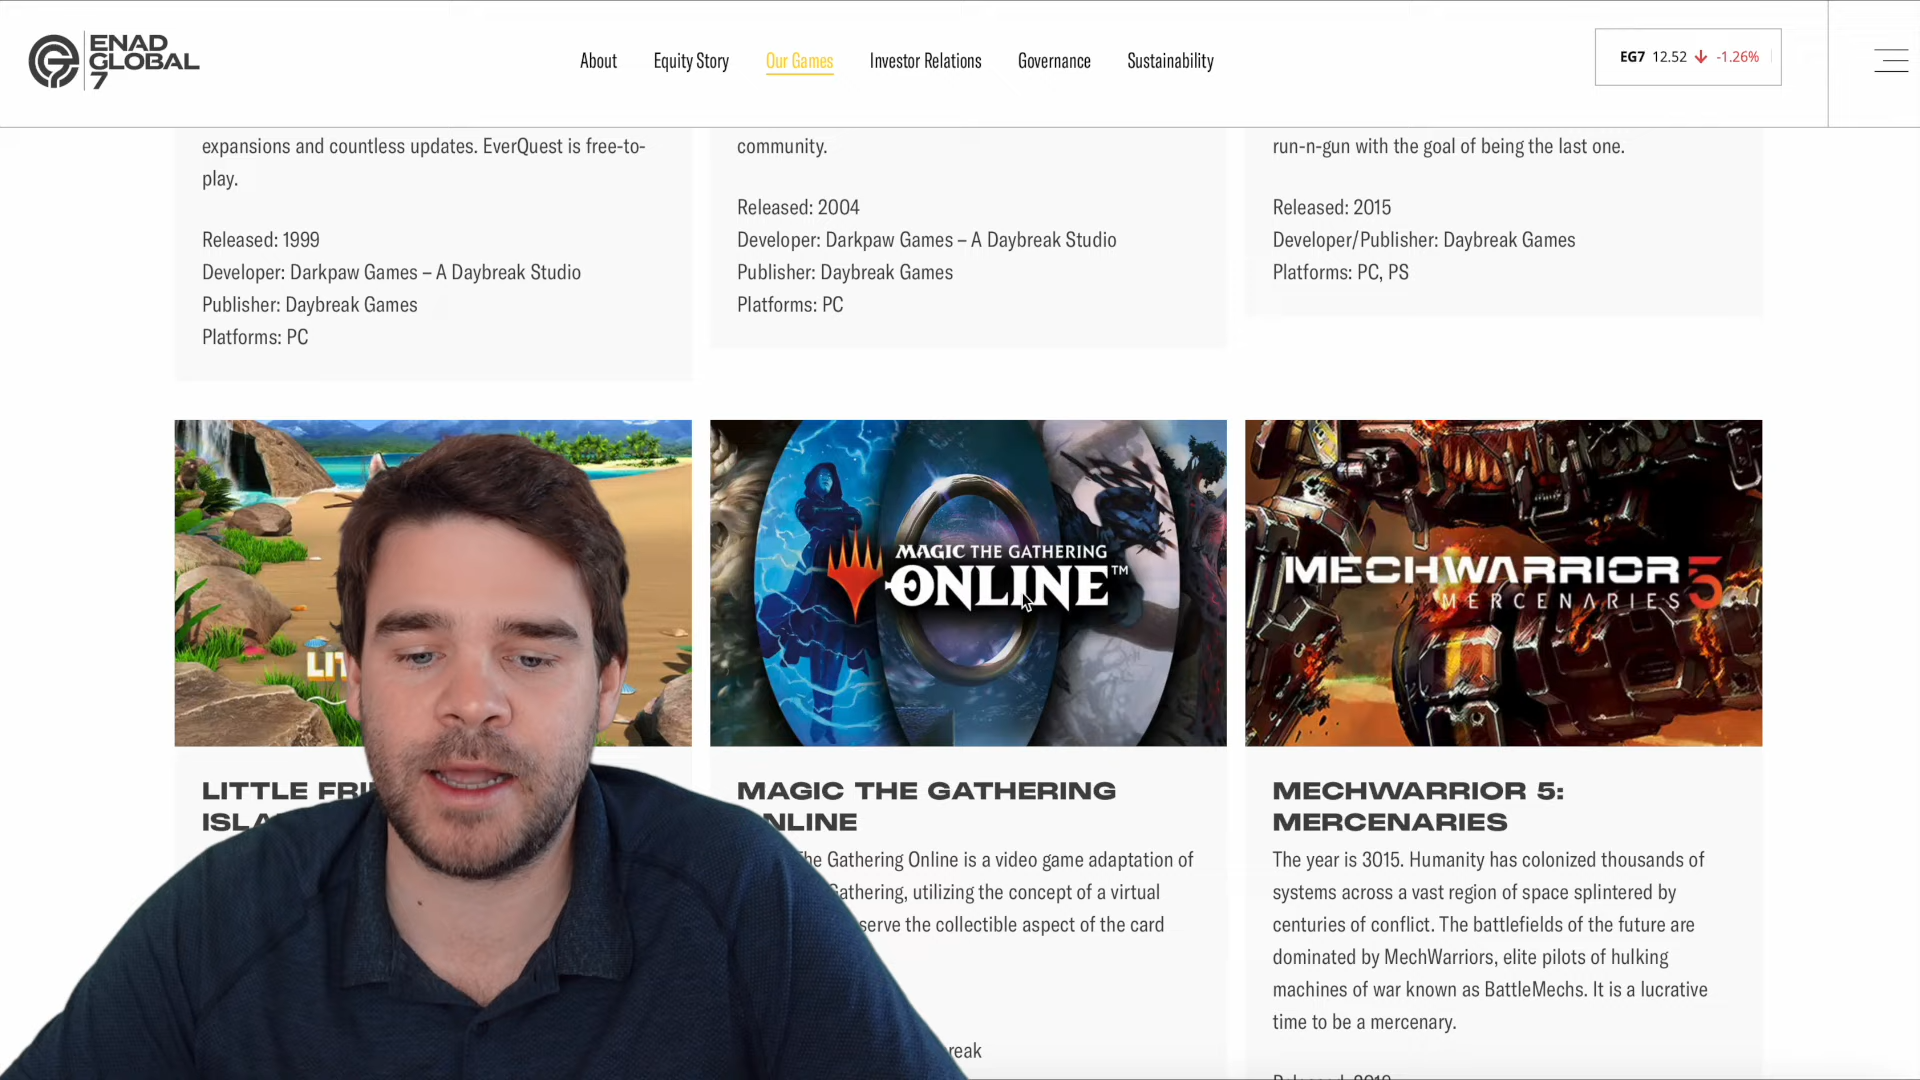 ENAD
GLOBAL
7
About
Equity Story
Our Games
Investor Relations
Governance
Sustainability
EG7 12.52 -1.26%
expansions and countless updates. EverQuest is free-to-
play.
Released: 1999
Developer: Darkpaw Games – A Daybreak Studio
Publisher: Daybreak Games
Platforms: PC
community.
Released: 2004
Developer: Darkpaw Games – A Daybreak Studio
Publisher: Daybreak Games
Platforms: PC
run-n-gun with the goal of being the last one.
Released: 2015
Developer/Publisher: Daybreak Games
Platforms: PC, PS
MAGIC THE GATHERING
ONLINE™
MECHWARRIOR 5
MERCENARIES
LITTLE
MAGIC THE GATHERING
Gathering Online is a video game adaptation of
Gathering, utilizing the concept of a virtual
the collectible aspect of the card
MECHWARRIOR 5:
MERCENARIES
The year is 3015. Humanity has colonized thousands of
systems across a vast region of space splintered by
centuries of conflict. The battlefields of the future are
dominated by MechWarriors, elite pilots of hulking
machines of war known as BattleMechs. It is a lucrative
time to be a mercenary.